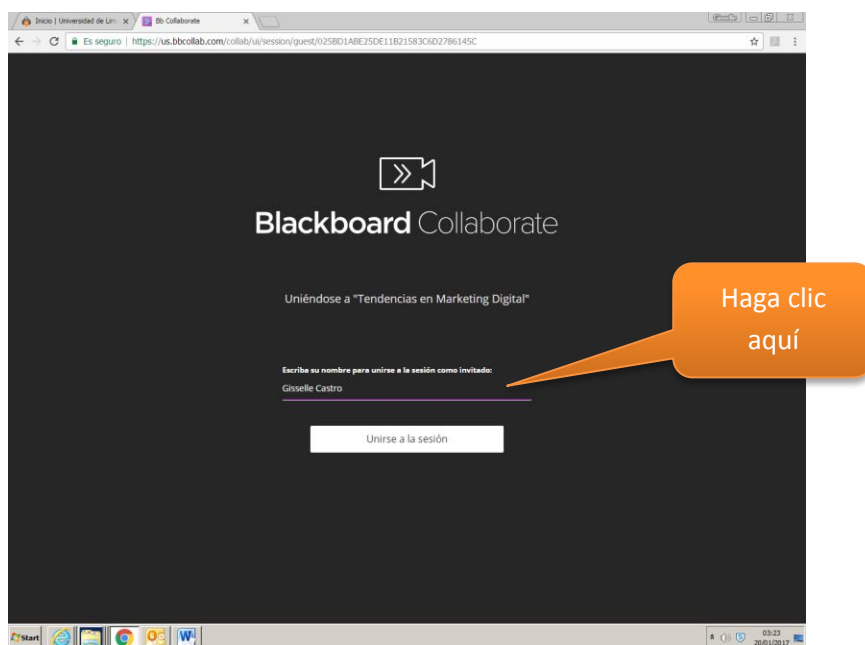 Inicio | Universidad de Lim
Bb Collaborate
Es seguro | https://us.bbcollab.com/collab/ui/session/guest/025BD1ABE25DE11B21583C6D2786145C
Blackboard Collaborate
Uniéndose a "Tendencias en Marketing Digital"
Haga clic
aquí
Escriba su nombre para unirse a la sesión como invitado:
Gisselle Castro
Unirse a la sesión
Start
03:23
20/01/2017